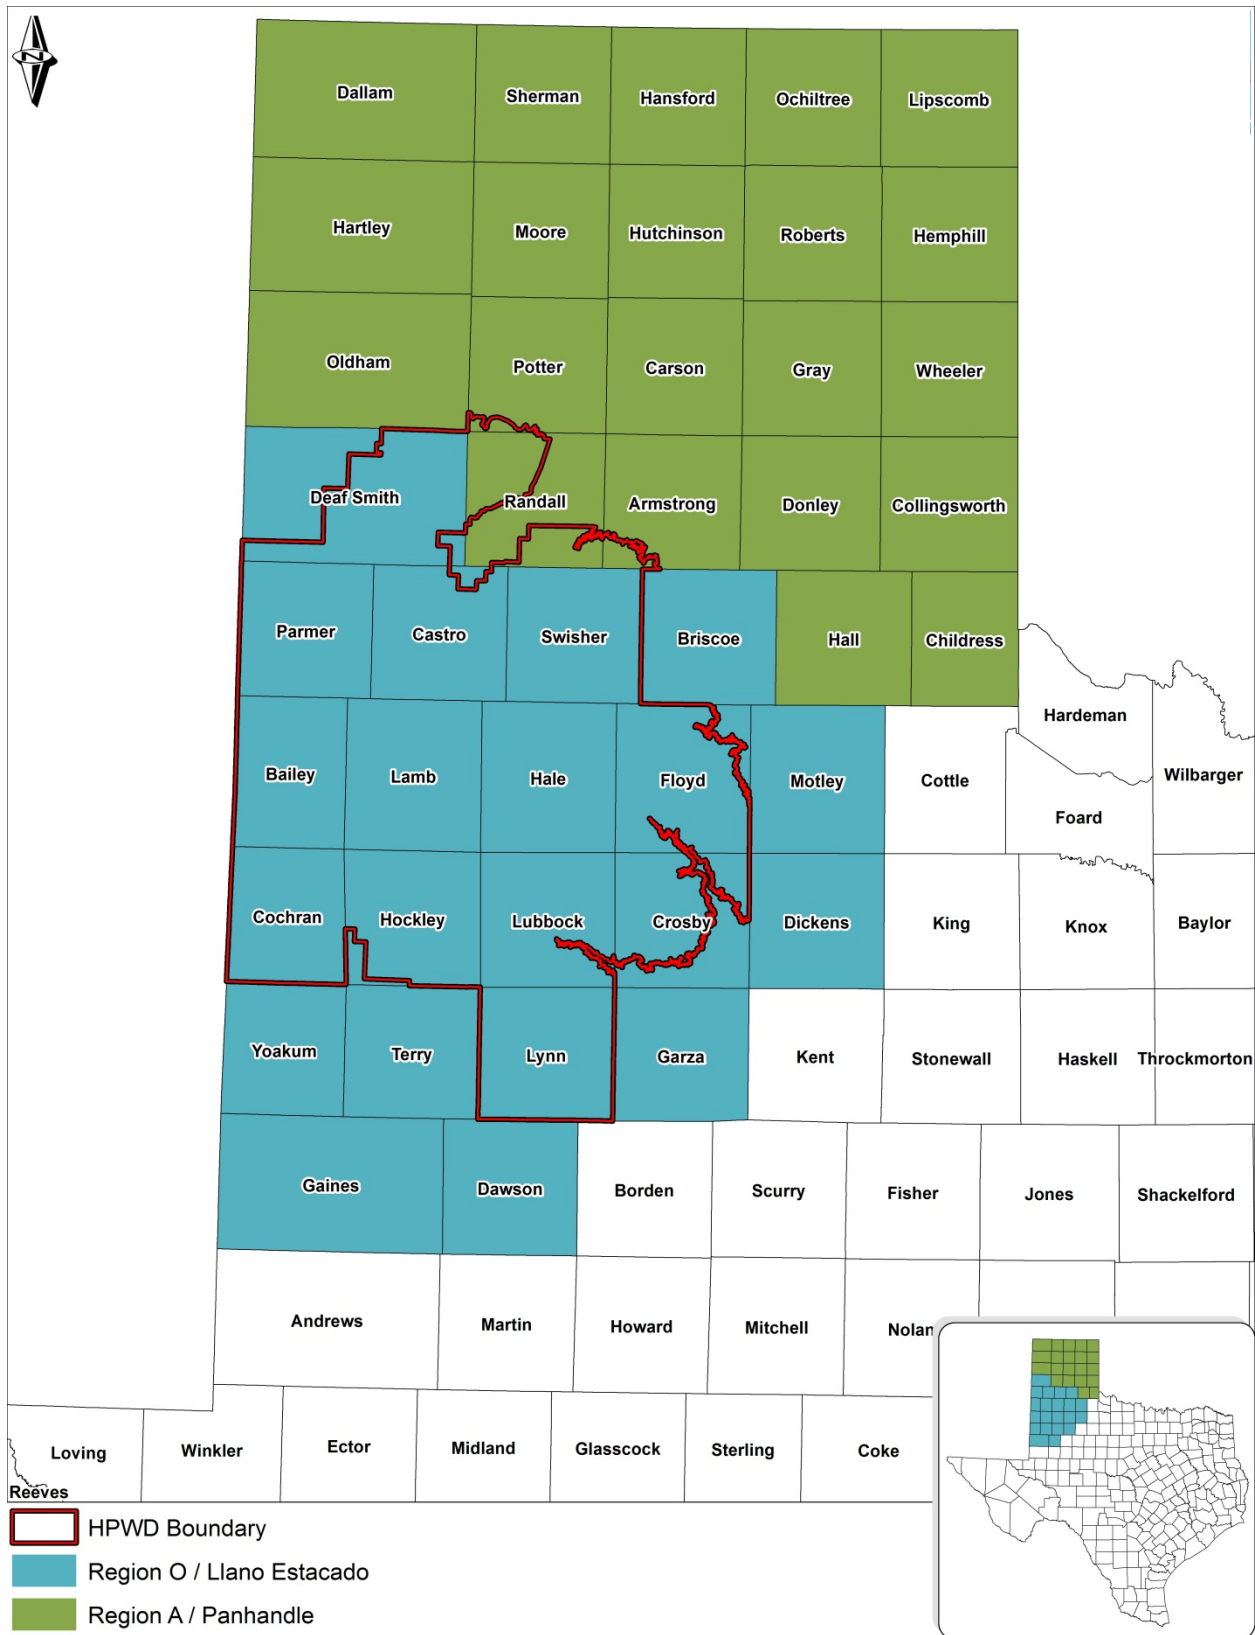 N
Dallam
Sherman
Hansford
Ochiltree
Lipscomb
Hartley
Moore
Hutchinson
Roberts
Hemphill
Oldham
Potter
Carson
Gray
Wheeler
Deaf Smith
Randall
Armstrong
Donley
Collingsworth
Parmer
Castro
Swisher
Briscoe
Hall
Childress
Hardeman
Bailey
Lamb
Hale
Floyd
Motley
Cottle
Foard
Wilbarger
Cochran
Hockley
Lubbock
Crosby
Dickens
King
Knox
Baylor
Yoakum
Terry
Lynn
Garza
Kent
Stonewall
Haskell
Throckmorton
Gaines
Dawson
Borden
Scurry
Fisher
Jones
Shackelford
Andrews
Martin
Howard
Mitchell
Nolan
Loving
Winkler
Ector
Midland
Glasscock
Sterling
Coke
Reeves
HPWD Boundary
Region O / Llano Estacado
Region A / Panhandle